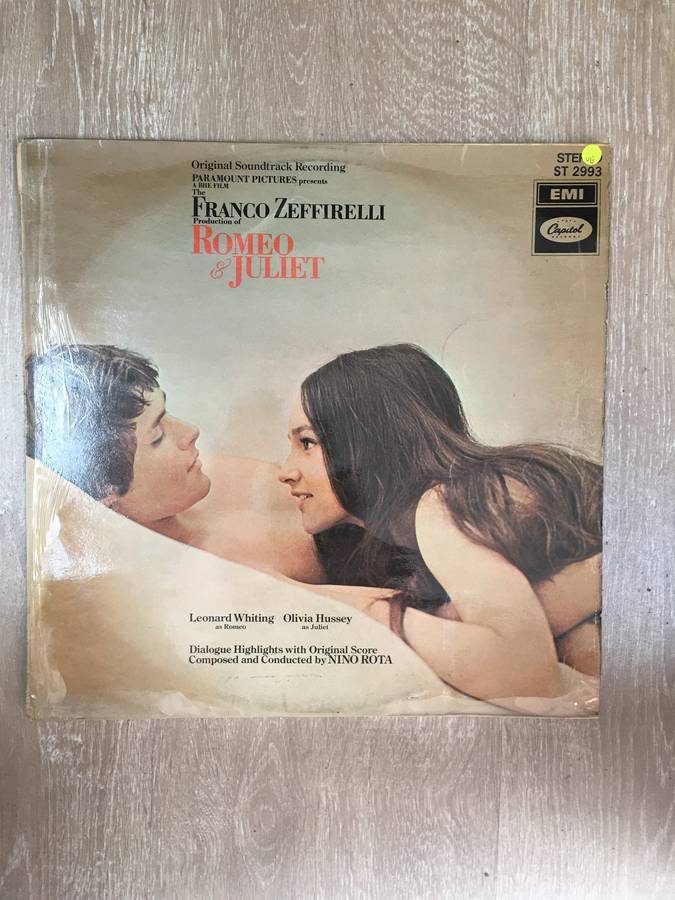 Original Soundtrack Recording
PARAMOUNT PICTURES presents
A BHE FILM
The
FRANCO ZEFFIRELLI
Production of
ROMEO
& JULIET
VG
ST 2993
EMI
Capitol
Leonard Whiting Olivia Hussey
as Romeo as Juliet
Dialogue Highlights with Original Score
Composed and Conducted by NINO ROTA